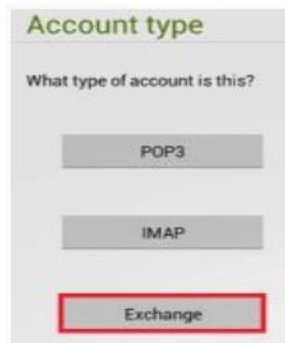 Account type
What type of account is this?
POP3
IMAP
Exchange